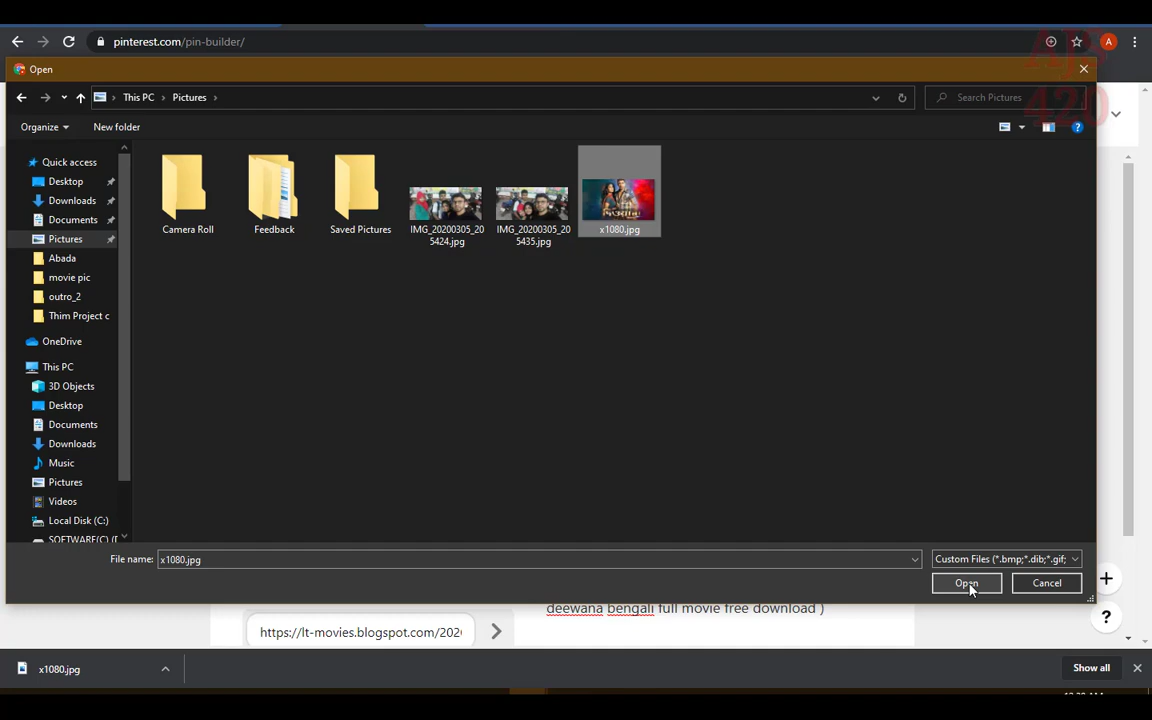 pinterest.com/pin-builder/
A
AB
420
Open
This PC
Pictures
Search Pictures
Organize
New folder
Quick access
Desktop
Downloads
Documents
Pictures
Abada
movie pic
outro_2
Thim Project c
OneDrive
This PC
3D Objects
Desktop
Documents
Downloads
Music
Pictures
Videos
Local Disk (C:)
SOFTWARE(C) (D
Camera Roll
Feedback
Saved Pictures
IMG_20200305_20
5424.jpg
IMG_20200305_20
5435.jpg
x1080.jpg
File name:
x1080.jpg
Custom Files (*.bmp;*.dib;*.gif;
Open
Cancel
deewana bengali full movie free download )
https://lt-movies.blogspot.com/202
x1080.jpg
Show all